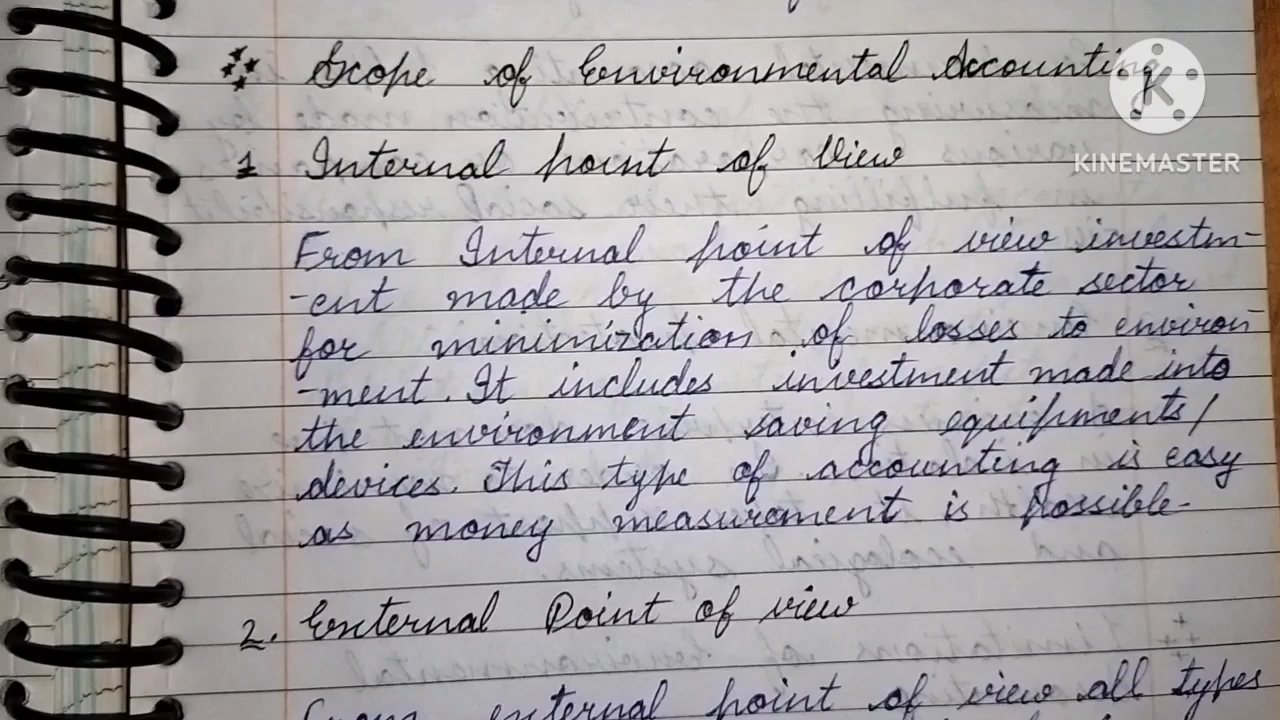 Scope of Environmental Accounting
KINEMASTER
1 Internal point of View
From Internal point of view investm-
-ent made by the corporate sector
for minimization of losses to environ-
-ment. It includes investment made into
the environment saving equipments/
devices. This type of accounting is easy
as money measurement is possible-
2. External Point of view
From external point of view all types